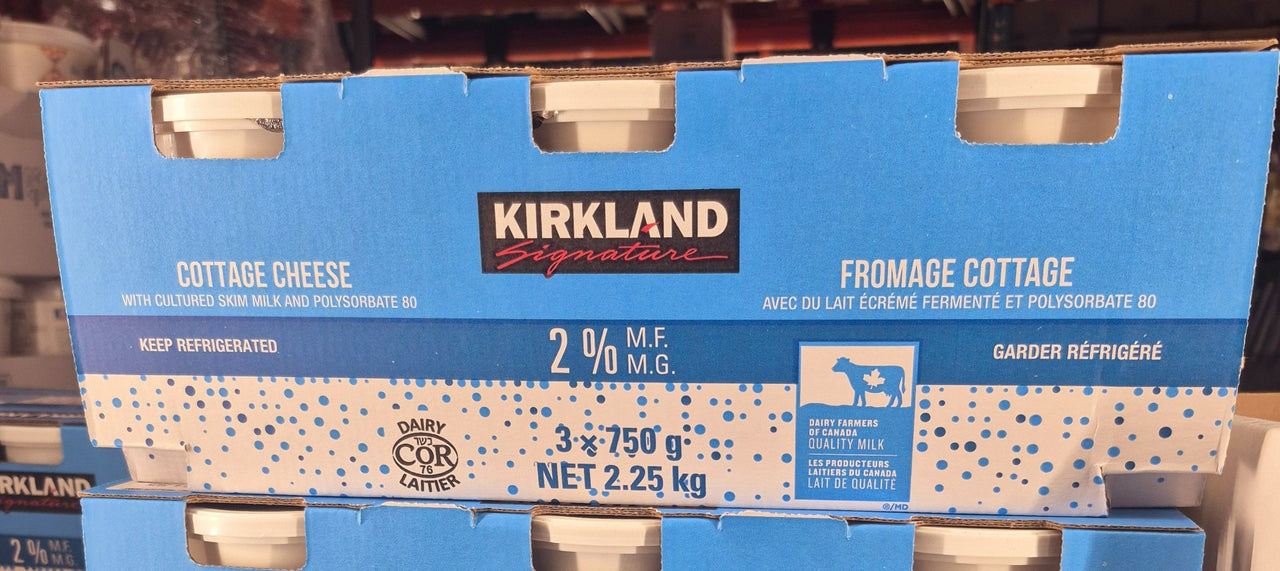 KIRKLAND
Signature
COTTAGE CHEESE
WITH CULTURED SKIM MILK AND POLYSORBATE 80
FROMAGE COTTAGE
AVEC DU LAIT ÉCRÉMÉ FERMENTÉ ET POLYSORBATE 80
KEEP REFRIGERATED
2 % M.F.
M.G.
GARDER RÉFRIGÉRÉ
DAIRY
כשר
COR
76
LAITIER
3 x 750 g
NET 2.25 kg
DAIRY FARMERS
OF CANADA
QUALITY MILK
LES PRODUCTEURS
LAITIERS DU CANADA
LAIT DE QUALITÉ
®/MD
RKLAND
ignature
2 % M.F.
M.G.